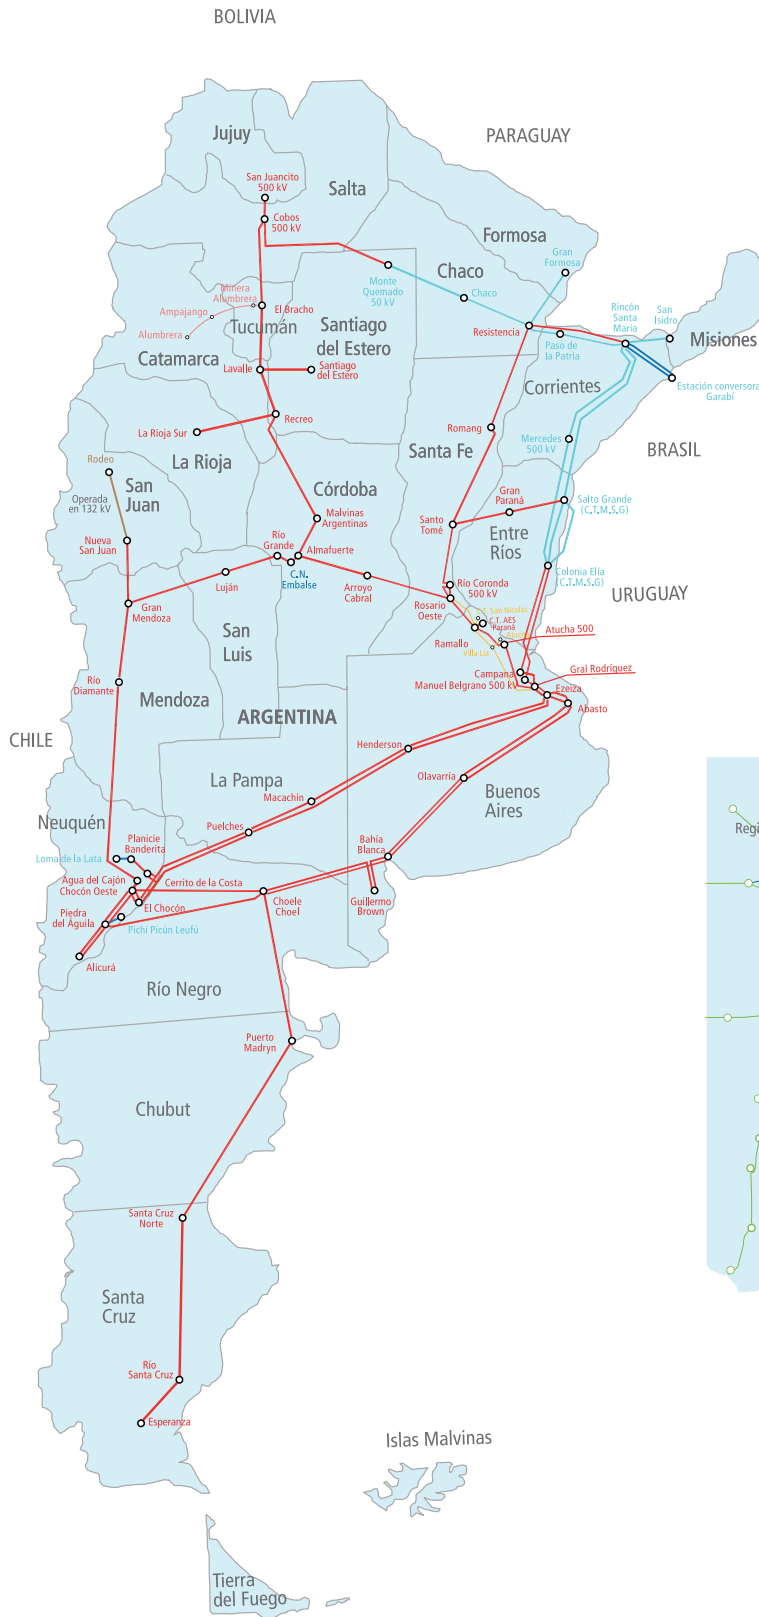 BOLIVIA
Jujuy
PARAGUAY
San Juancito
500 kV
Salta
Cobos
500 kV
Formosa
Gran
Formosa
Chaco
Monte
Quemado
50 kV
Chaco
Minera
Alumbrera
El Bracho
Ampajango
Tucumán
Santiago
del Estero
Alumbrera
Catamarca
Resistencia
Paso de
la Patria
Rincón
Santa
María
San
Isidro
Misiones
Lavalle
Santiago
del Estero
Corrientes
Estación conversora
Garabí
Recreo
La Rioja Sur
La Rioja
Romang
Santa Fe
Mercedes
500 kV
BRASIL
Rodeo
San
Juan
Operada
en 132 kV
Córdoba
Malvinas
Argentinas
Gran
Paraná
Salto Grande
(C.T.M.S.G)
Santo
Tomé
Entre
Ríos
Nueva
San Juan
Río
Grande
Almafuerte
C.N.
Embalse
Arroyo
Cabral
Colonia Elía
(C.T.M.S.G)
Luján
Río Coronda
500 kV
URUGUAY
Gran
Mendoza
Rosario
Oeste
C.T. San Nicolás
C.T. AES
Paraná
San
Luis
Ramallo
Atucha
Atucha 500
Villa Lía
Río
Diamante
Mendoza
Campana
Gral Rodriguez
Manuel Belgrano 500 kV
Ezeiza
Abasto
ARGENTINA
CHILE
Henderson
La Pampa
Olavarría
Buenos
Aires
Macachín
Neuquén
Puelches
Planicie
Banderita
Loma de la Lata
Bahía
Blanca
Agua del Cajón
Chocón Oeste
Cerrito de la Costa
El Chocón
Choele
Choel
Guillermo
Brown
Piedra
del Águila
Pichi Picún Leufú
Alicurá
Río Negro
Puerto
Madryn
Chubut
Santa Cruz
Norte
Santa
Cruz
Río
Santa Cruz
Esperanza
Islas Malvinas
Tierra
del Fuego